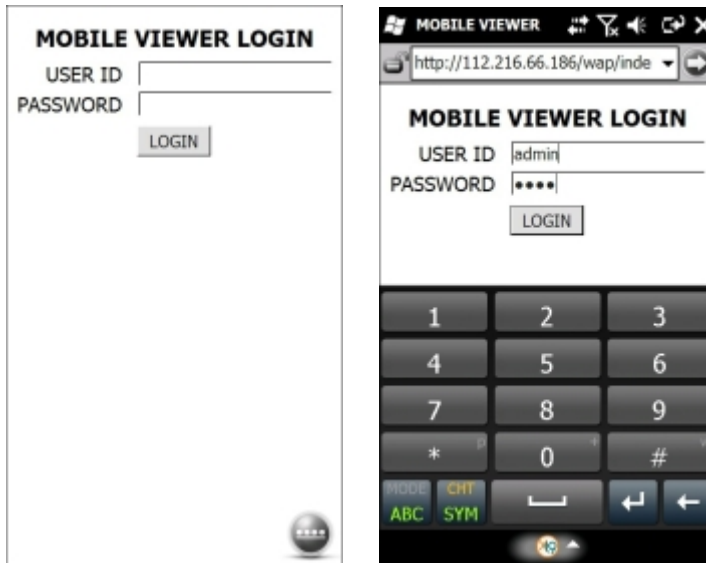 MOBILE VIEWER LOGIN
USER ID
PASSWORD
LOGIN
MOBILE VIEWER
http://112.216.66.186/wap/inde
MOBILE VIEWER LOGIN
USER ID admin
PASSWORD ••••
LOGIN
1 2 3
4 5 6
7 8 9
* p 0 + #
MODE CHT
ABC SYM